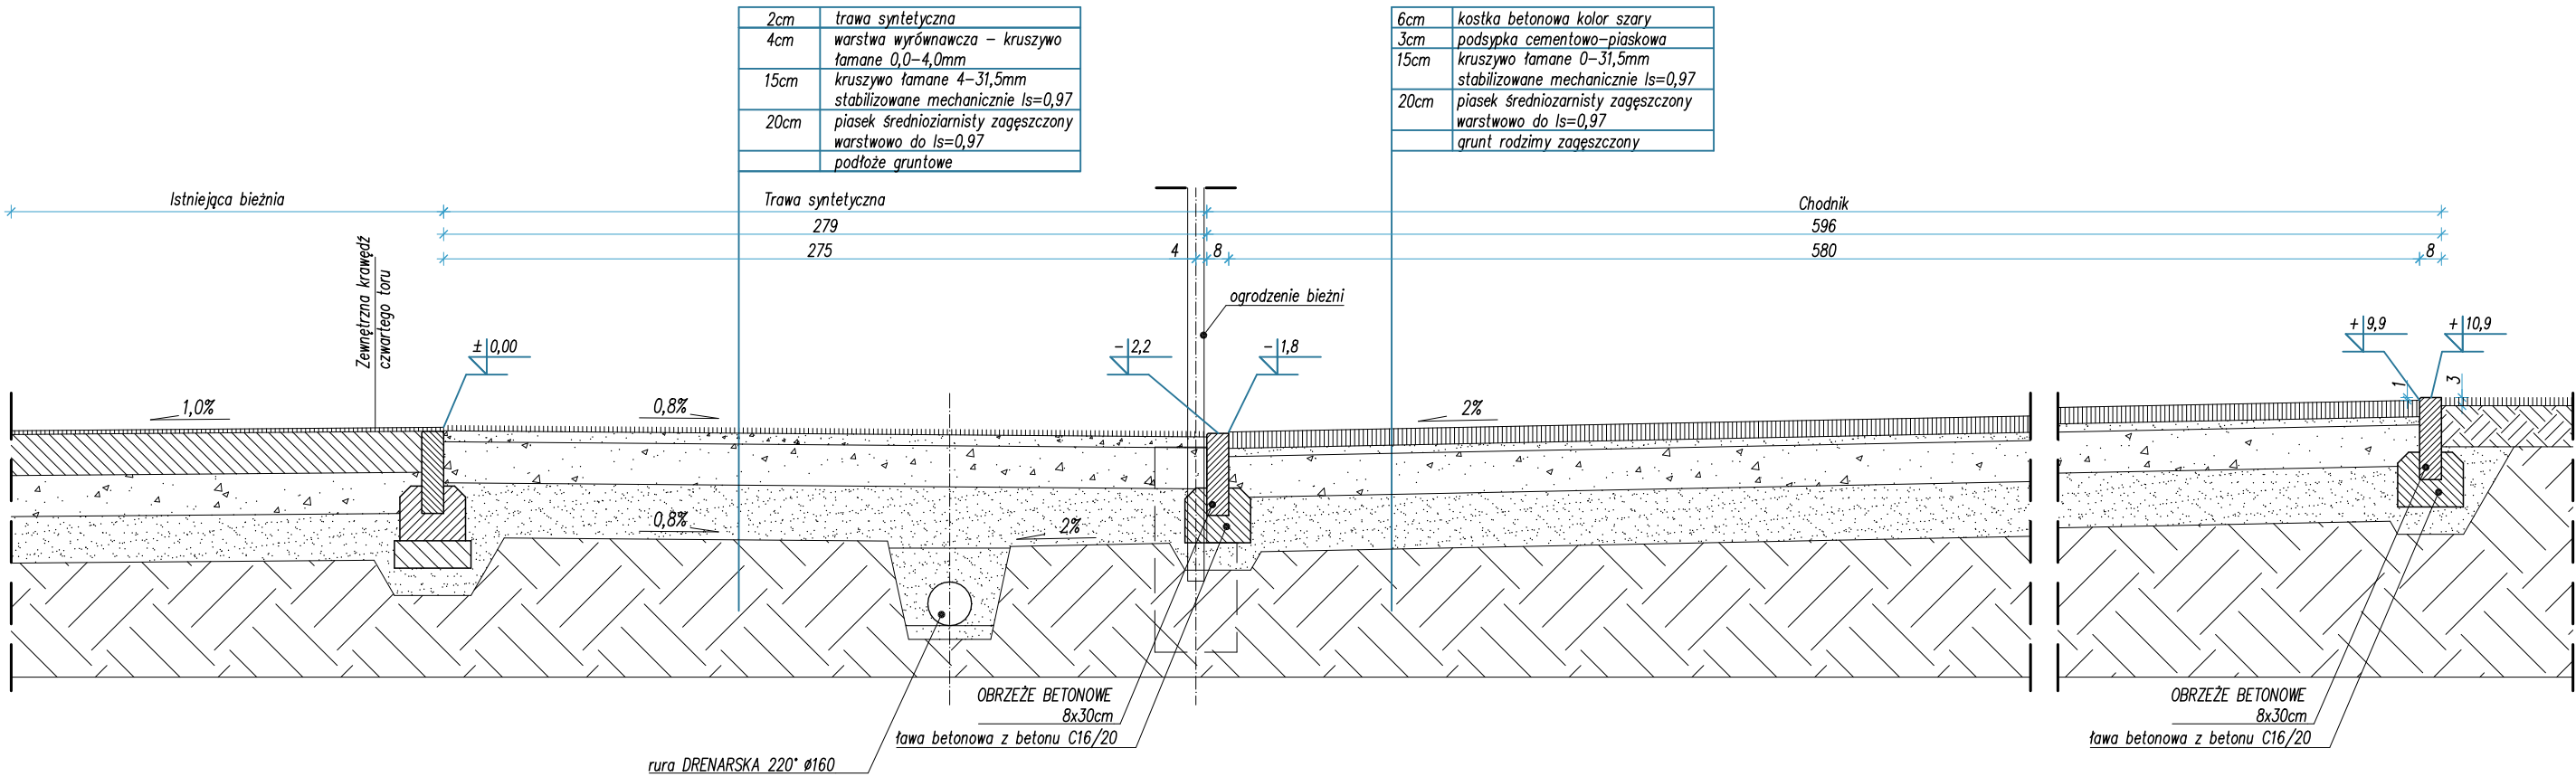 2cm trawa syntetyczna
4cm warstwa wyrównawcza – kruszywo
łamane 0,0–4,0mm
15cm kruszywo łamane 4–31,5mm
stabilizowane mechanicznie Is=0,97
20cm piasek średnioziarnisty zagęszczony
warstwowo do Is=0,97
podłoże gruntowe
6cm kostka betonowa kolor szary
3cm podsypka cementowo–piaskowa
15cm kruszywo łamane 0–31,5mm
stabilizowane mechanicznie Is=0,97
20cm piasek średniozarnisty zagęszczony
warstwowo do Is=0,97
grunt rodzimy zagęszczony
Istniejąca bieżnia
Trawa syntetyczna
Chodnik
279
596
275
4
8
580
8
Zewnętrzna krawędź
czwartego toru
ogrodzenie bieżni
± 0,00
– 2,2
– 1,8
+ 9,9
+ 10,9
1
3
1,0%
0,8%
2%
0,8%
2%
OBRZEŻE BETONOWE
8x30cm
ława betonowa z betonu C16/20
rura DRENARSKA 220° ø160
OBRZEŻE BETONOWE
8x30cm
ława betonowa z betonu C16/20